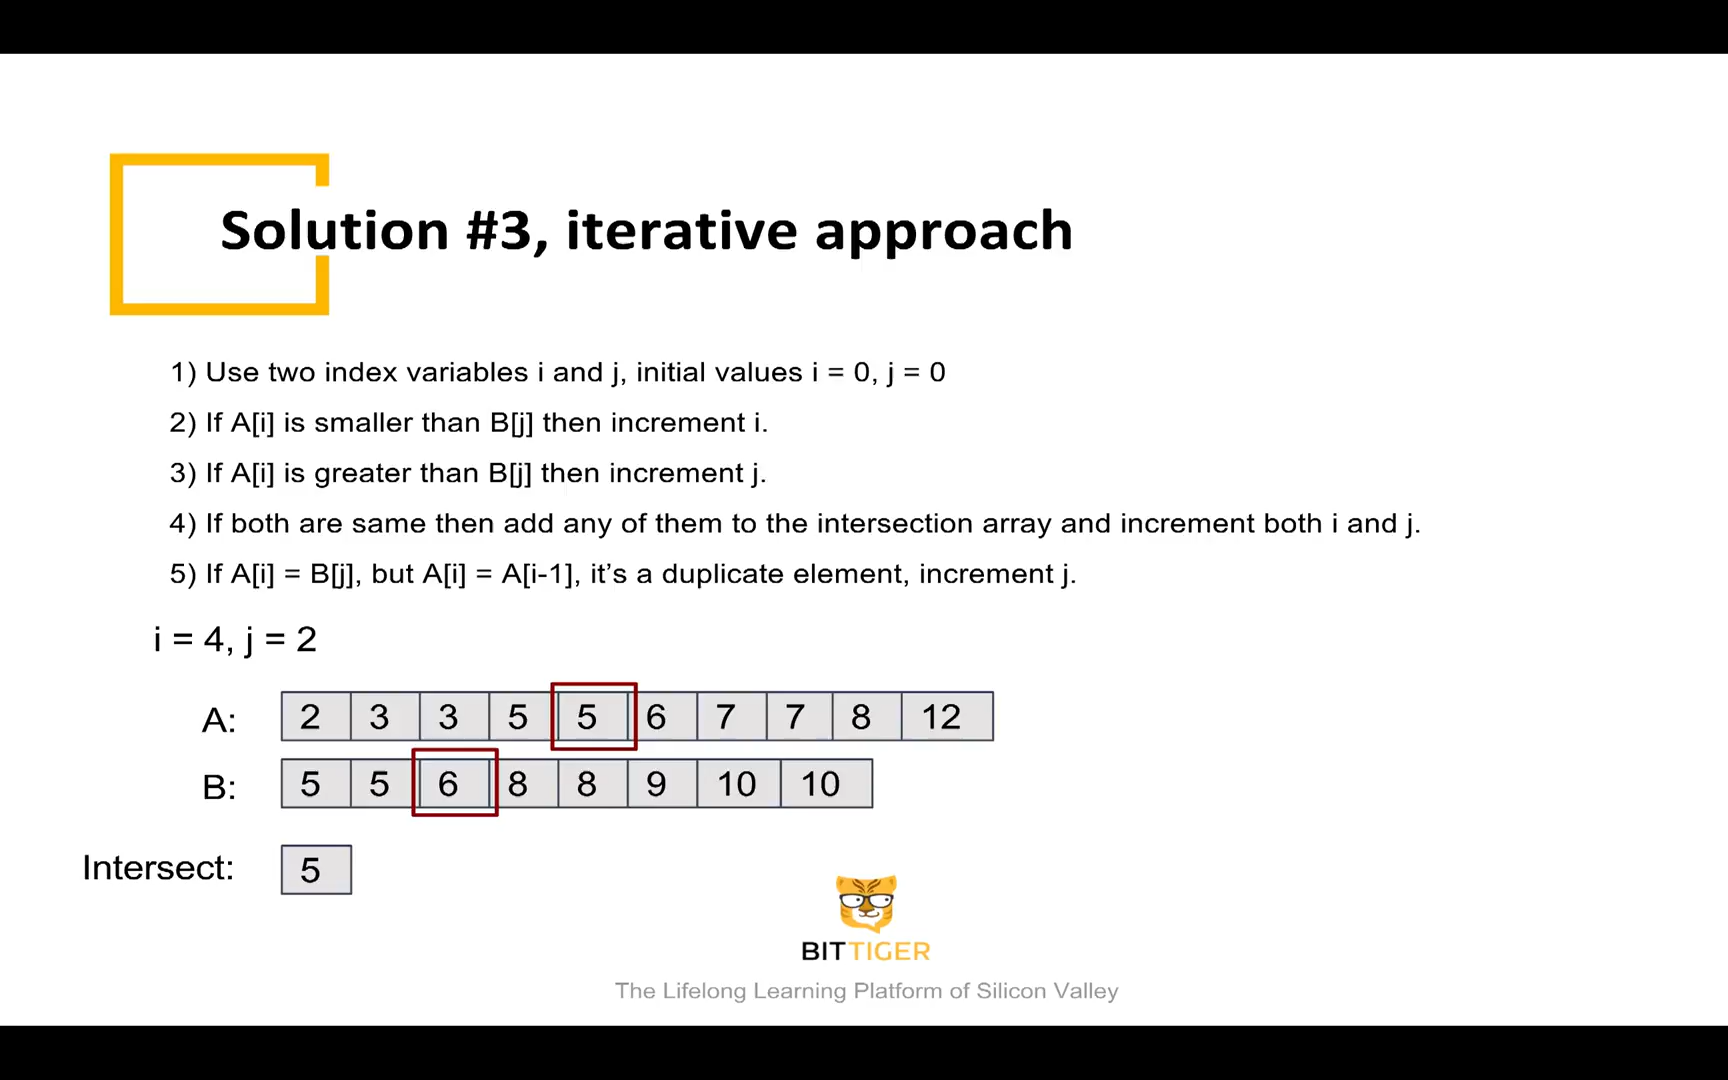 Solution #3, iterative approach
1) Use two index variables i and j, initial values i = 0, j = 0
2) If A[i] is smaller than B[j] then increment i.
3) If A[i] is greater than B[j] then increment j.
4) If both are same then add any of them to the intersection array and increment both i and j.
5) If A[i] = B[j], but A[i] = A[i-1], it’s a duplicate element, increment j.
i = 4, j = 2
A: 2 3 3 5 5 6 7 7 8 12
B: 5 5 6 8 8 9 10 10
Intersect: 5
BITTIGER
The Lifelong Learning Platform of Silicon Valley